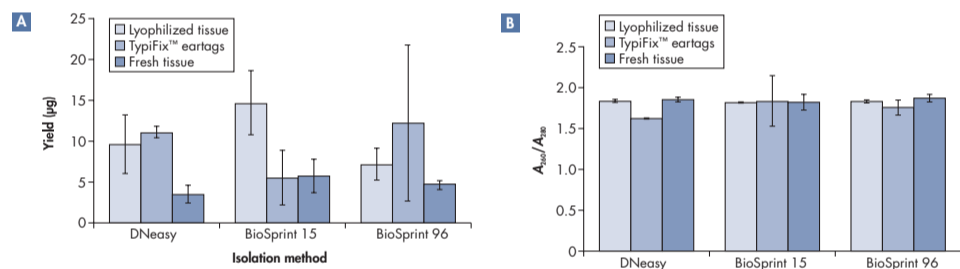 A
25
20
15
10
5
0
Yield (µg)
Lyophilized tissue
TypiFix™ eartags
Fresh tissue
DNeasy
BioSprint 15
BioSprint 96
Isolation method
B
2.5
2.0
1.5
1.0
0.5
0
A260/A280
Lyophilized tissue
TypiFix™ eartags
Fresh tissue
DNeasy
BioSprint 15
BioSprint 96